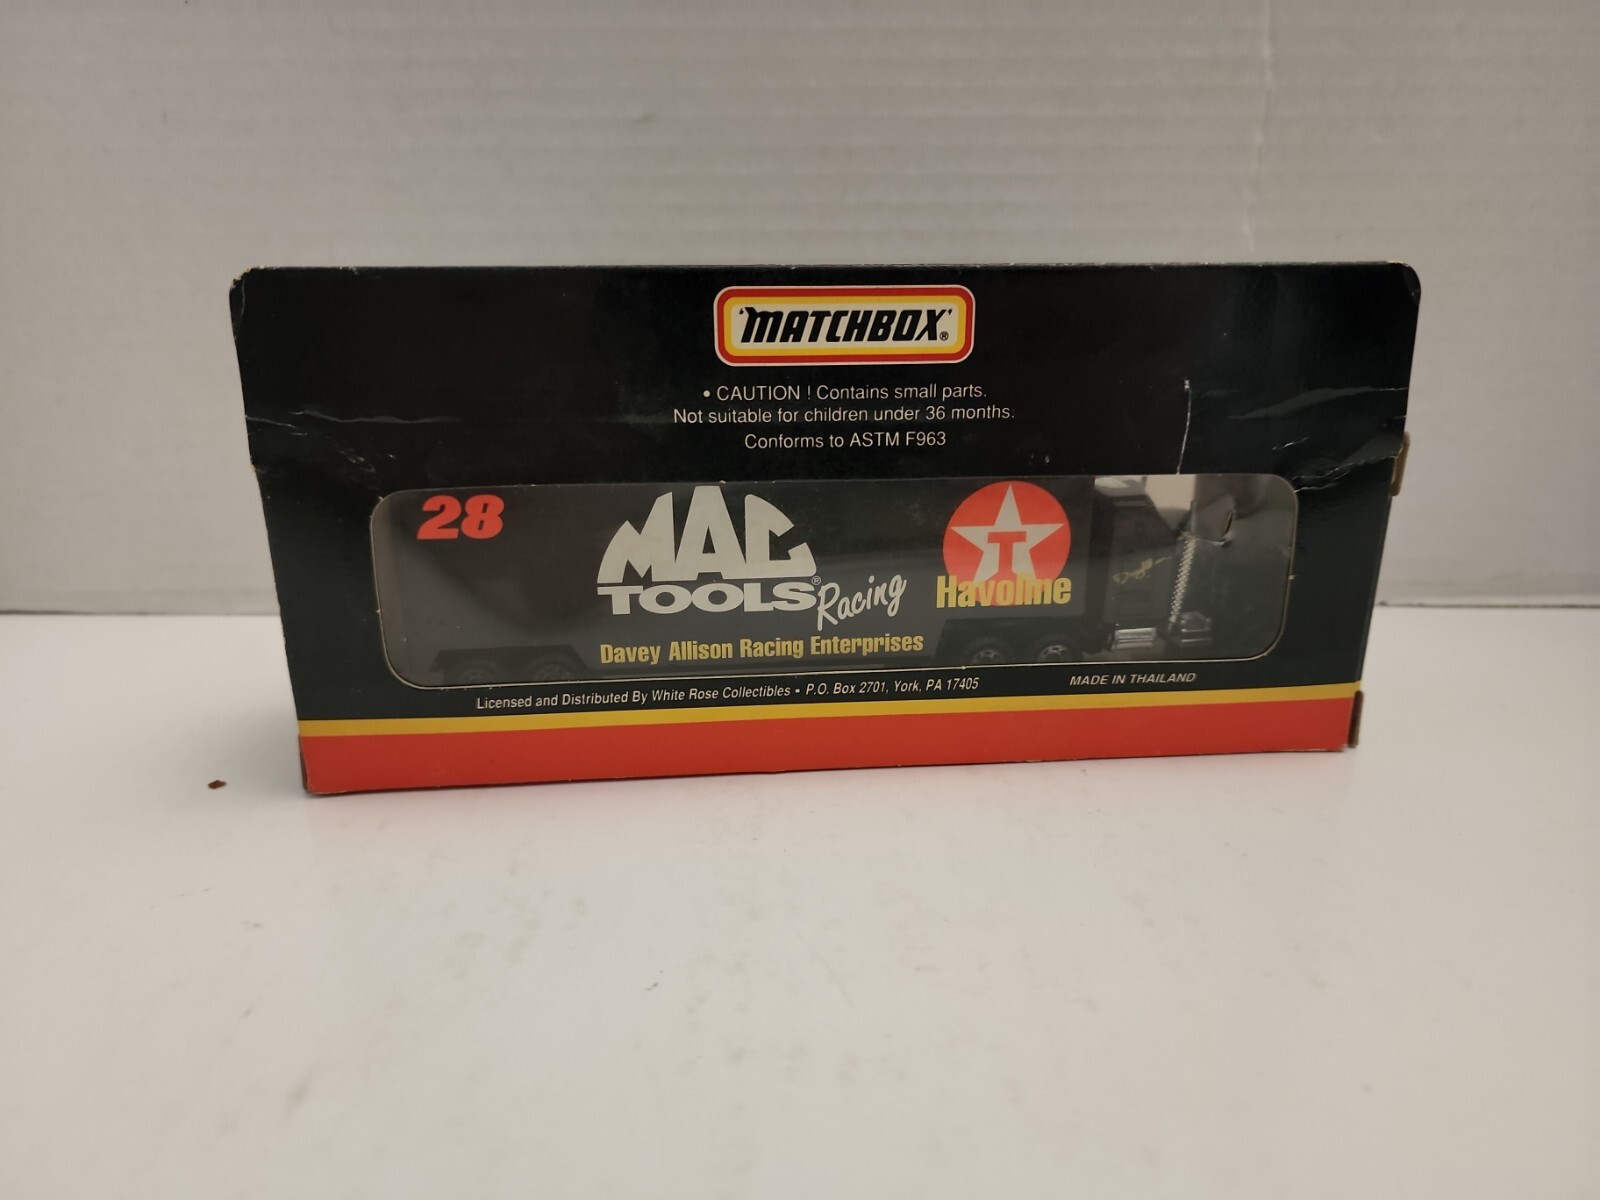 'MATCHBOX'®
• CAUTION ! Contains small parts.
Not suitable for children under 36 months.
Conforms to ASTM F963
28
MAC
TOOLS® Racing
T
Havoline
Davey Allison Racing Enterprises
Licensed and Distributed By White Rose Collectibles • P.O. Box 2701, York, PA 17405
MADE IN THAILAND